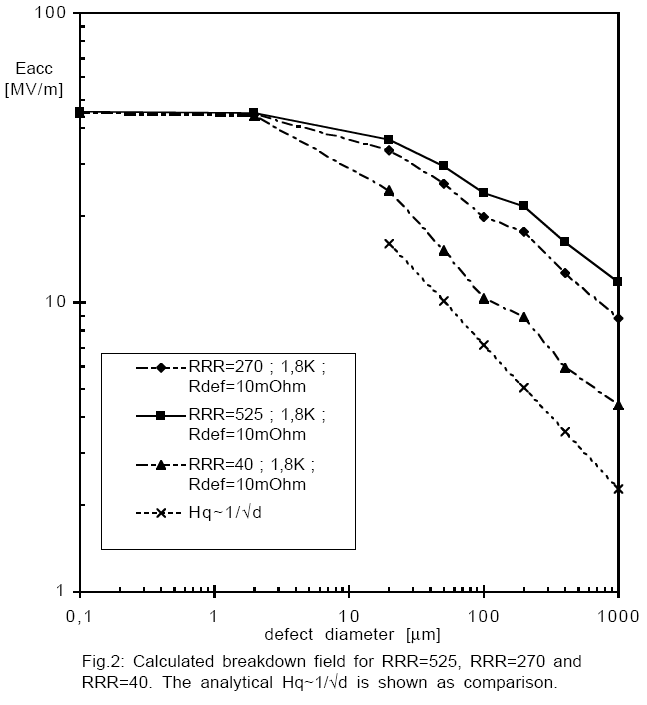 100
Eacc
[MV/m]
10
1
RRR=270 ; 1,8K ;
Rdef=10mOhm
RRR=525 ; 1,8K ;
Rdef=10mOhm
RRR=40 ; 1,8K ;
Rdef=10mOhm
Hq~1/√d
0,1 1 10 100 1000
defect diameter [µm]
Fig.2: Calculated breakdown field for RRR=525, RRR=270 and
RRR=40. The analytical Hq~1/√d is shown as comparison.